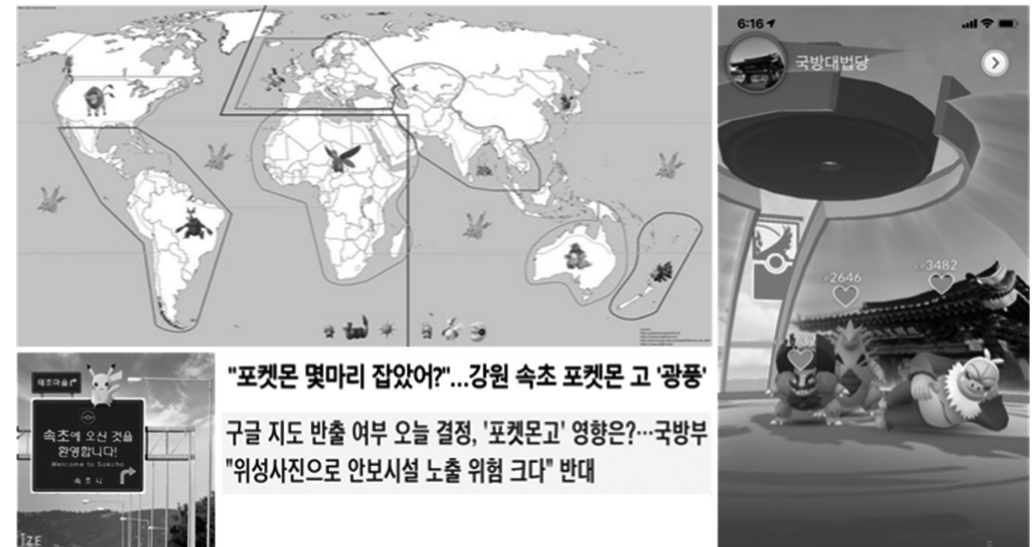 6:16
국방대법당
CP2646
CP3482
"포켓몬 몇마리 잡았어?"...강원 속초 포켓몬 고 '광풍'
구글 지도 반출 여부 오늘 결정, '포켓몬고' 영향은?…국방부
"위성사진으로 안보시설 노출 위험 크다" 반대
속초에 오신 것을
환영합니다!
Welcome to Sokcho
속초시
IZE